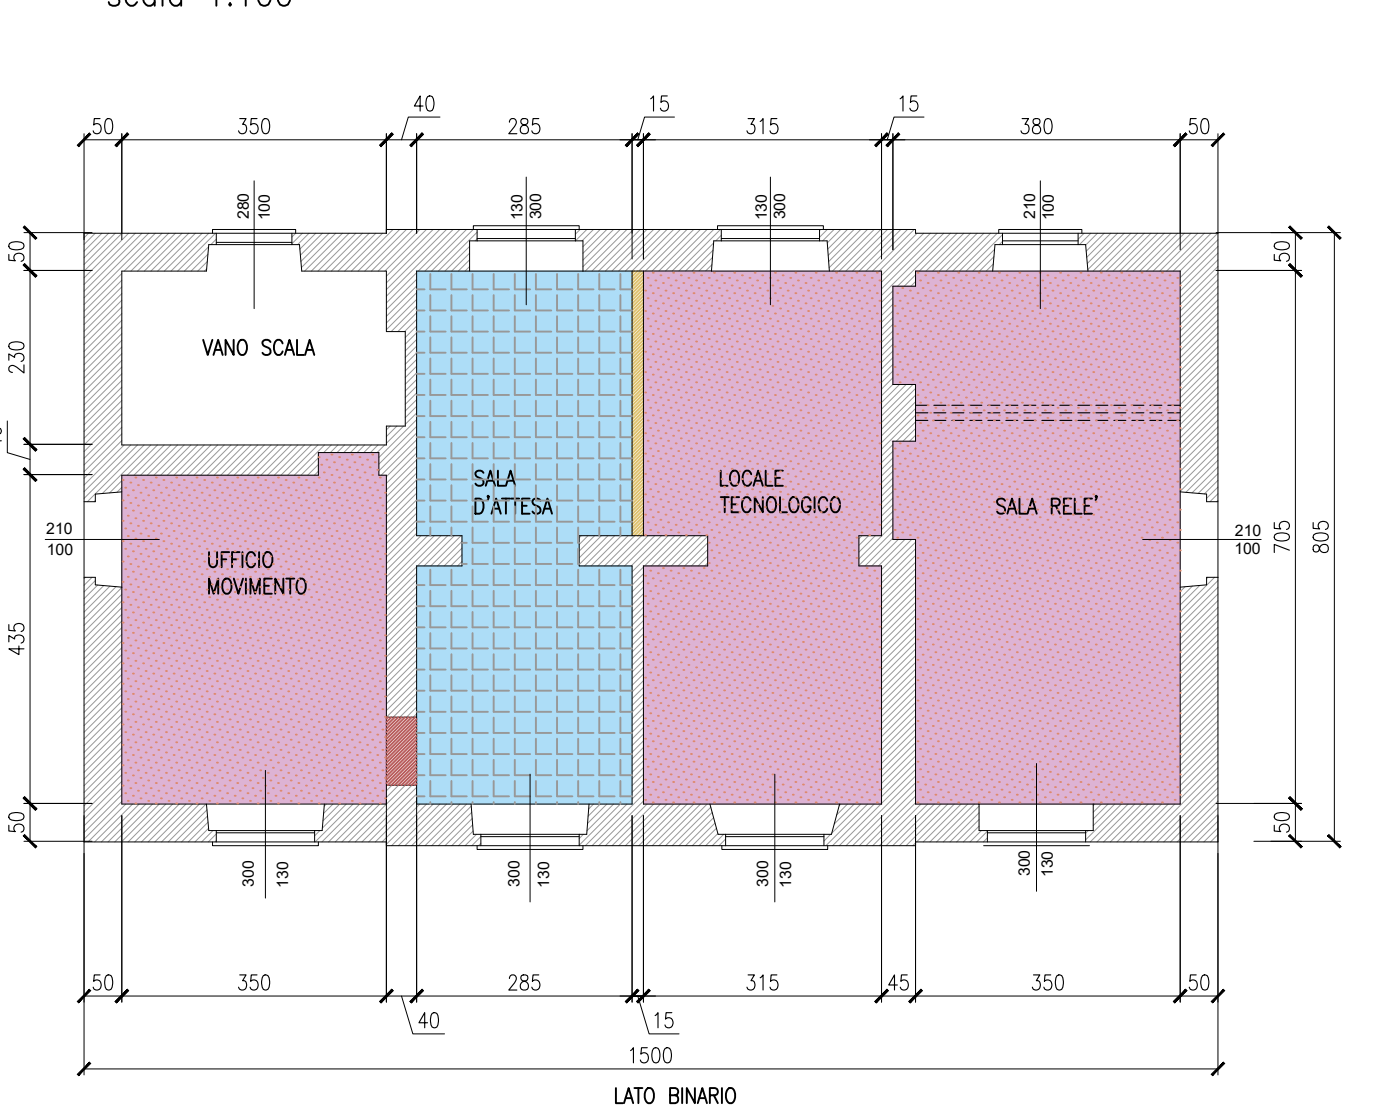 scala 1:100
40 15 15
50 350 285 315 380 50
280 100 130 300 130 300 210 100
50 50
230
VANO SCALA
SALA
D'ATTESA
LOCALE
TECNOLOGICO
SALA RELE'
210
100
210
100
705 805
UFFICIO
MOVIMENTO
435
50 50
300 130 300 130 300 130 300 130
50 350 285 315 45 350 50
40 15
1500
LATO BINARIO